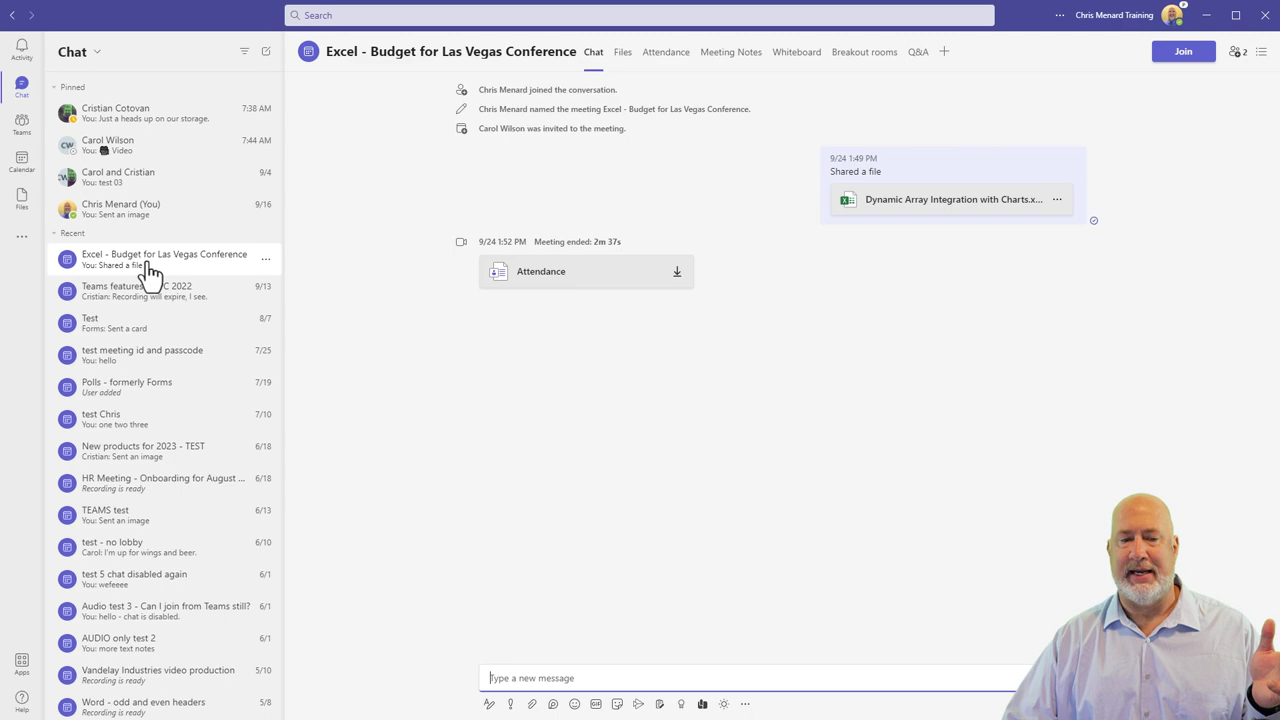 Search
Chris Menard Training
P
Activity
Chat
Teams
Calendar
Files
Apps
Help
Chat
Pinned
Cristian Cotovan 7:38 AM
You: Just a heads up on our storage.
CW
Carol Wilson 7:44 AM
You: Video
Carol and Cristian 9/4
You: test 03
Chris Menard (You) 9/16
You: Sent an image
Recent
Excel - Budget for Las Vegas Conference
You: Shared a file
Teams features 2022 9/13
Cristian: Recording will expire, I see.
Test 8/7
Forms: Sent a card
test meeting id and passcode 7/25
You: hello
Polls - formerly Forms 7/19
User added
test Chris 7/10
You: one two three
New products for 2023 - TEST 6/18
Cristian: Sent an image
HR Meeting - Onboarding for August ... 6/18
Recording is ready
TEAMS test 6/13
You: Sent an image
test - no lobby 6/10
Carol: I'm up for wings and beer.
test 5 chat disabled again 6/1
You: wefeeee
Audio test 3 - Can I join from Teams still? 6/1
You: hello - chat is disabled.
AUDIO only test 2 6/1
You: more text notes
Vandelay Industries video production 5/10
Recording is ready
Word - odd and even headers 5/8
Recording is ready
Excel - Budget for Las Vegas Conference Chat Files Attendance Meeting Notes Whiteboard Breakout rooms Q&A Join 2
Chris Menard joined the conversation.
Chris Menard named the meeting Excel - Budget for Las Vegas Conference.
Carol Wilson was invited to the meeting.
9/24 1:49 PM
Shared a file
Dynamic Array Integration with Charts.x...
9/24 1:52 PM Meeting ended: 2m 37s
Attendance
Type a new message